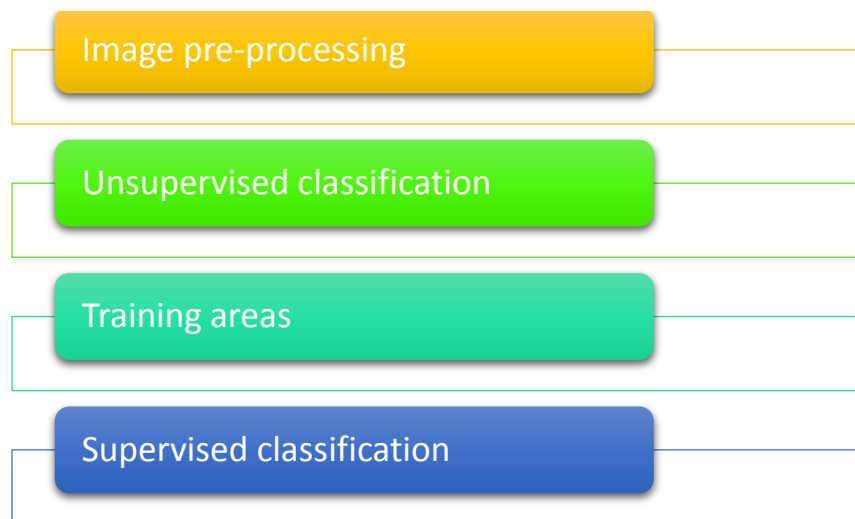 Image pre-processing
Unsupervised classification
Training areas
Supervised classification